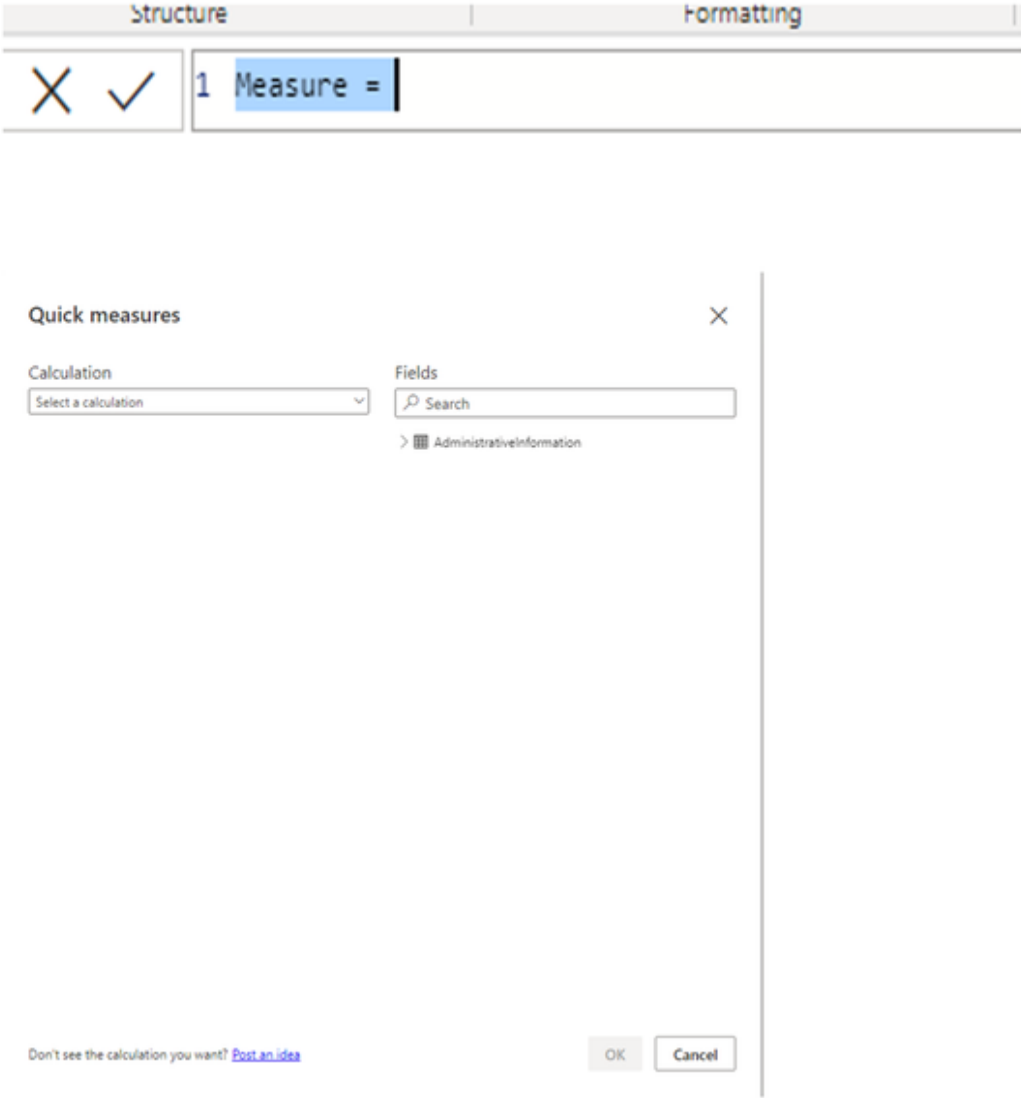 Structure Formatting
1 Measure =
Quick measures
Calculation Fields
Select a calculation Search
AdministrativeInformation
Don't see the calculation you want? Post an idea OK Cancel